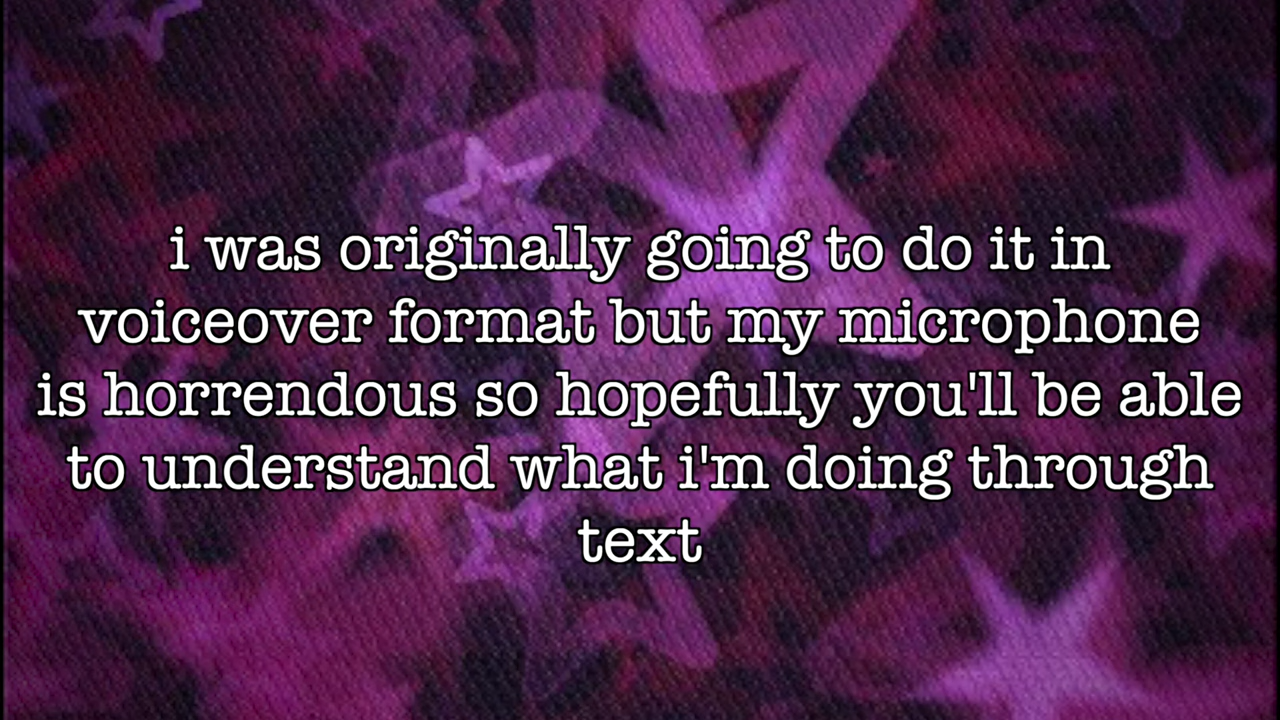 i was originally going to do it in
voiceover format but my microphone
is horrendous so hopefully you'll be able
to understand what i'm doing through
text